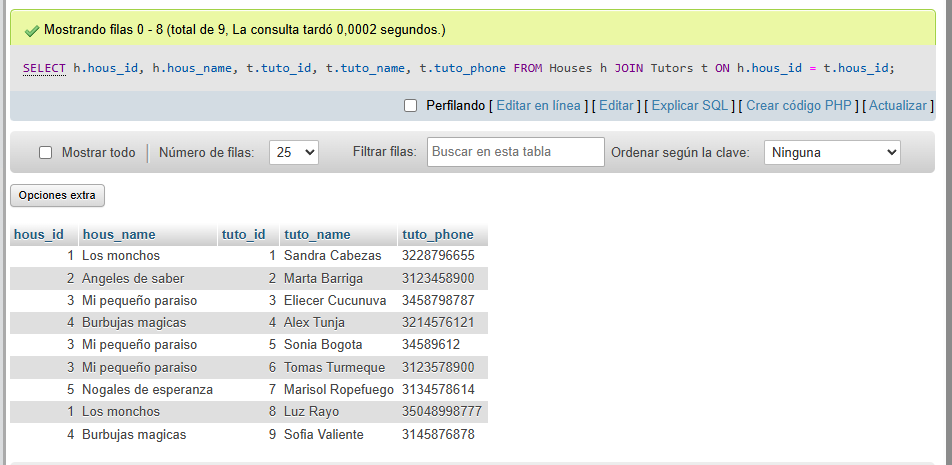 Mostrando filas 0 - 8 (total de 9, La consulta tardó 0,0002 segundos.)
SELECT h.hous_id, h.hous_name, t.tuto_id, t.tuto_name, t.tuto_phone FROM Houses h JOIN Tutors t ON h.hous_id = t.hous_id;
Perfilando [ Editar en línea ] [ Editar ] [ Explicar SQL ] [ Crear código PHP ] [ Actualizar ]
Mostrar todo | Número de filas: 25 Filtrar filas: Buscar en esta tabla Ordenar según la clave: Ninguna
Opciones extra
hous_id hous_name tuto_id tuto_name tuto_phone
1 Los monchos 1 Sandra Cabezas 3228796655
2 Angeles de saber 2 Marta Barriga 3123458900
3 Mi pequeño paraiso 3 Eliecer Cucunuva 3458798787
4 Burbujas magicas 4 Alex Tunja 3214576121
3 Mi pequeño paraiso 5 Sonia Bogota 34589612
3 Mi pequeño paraiso 6 Tomas Turmeque 3123578900
5 Nogales de esperanza 7 Marisol Ropefuego 3134578614
1 Los monchos 8 Luz Rayo 35048998777
4 Burbujas magicas 9 Sofia Valiente 3145876878